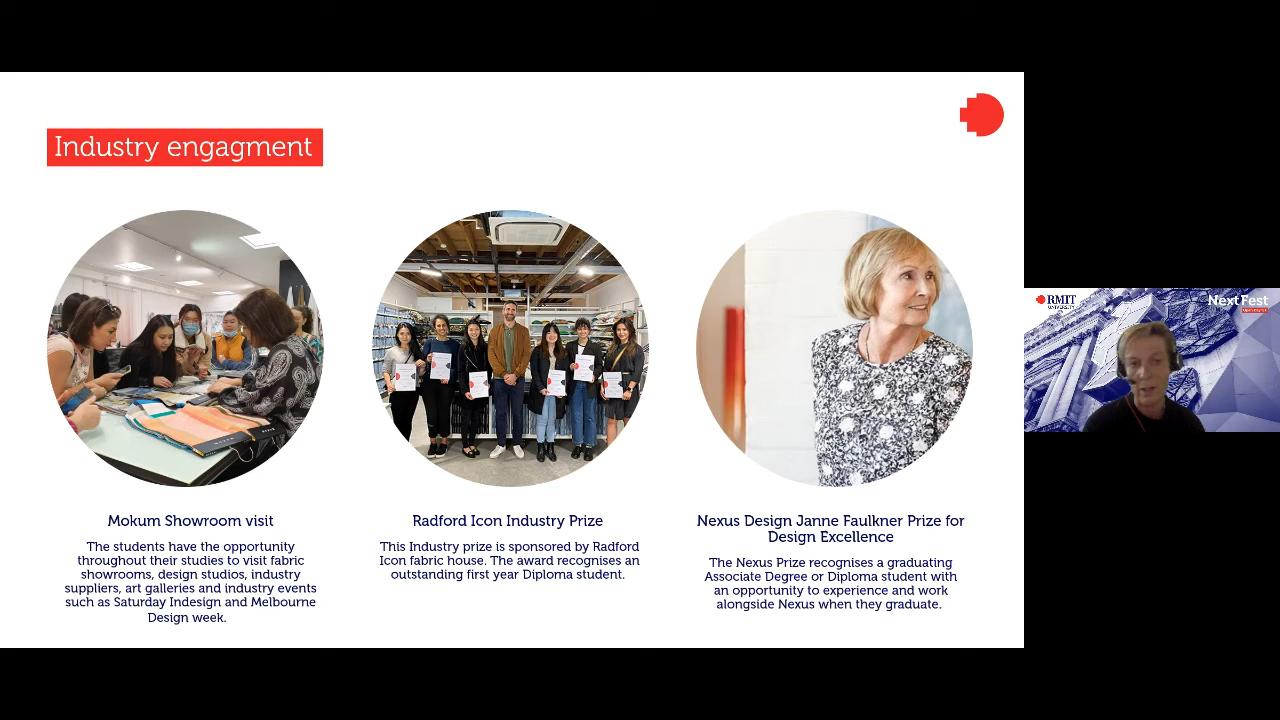 Industry engagment
Mokum Showroom visit
The students have the opportunity
throughout their studies to visit fabric
showrooms, design studios, industry
suppliers, art galleries and industry events
such as Saturday Indesign and Melbourne
Design week.
Radford Icon Industry Prize
This Industry prize is sponsored by Radford
Icon fabric house. The award recognises an
outstanding first year Diploma student.
Nexus Design Janne Faulkner Prize for
Design Excellence
The Nexus Prize recognises a graduating
Associate Degree or Diploma student with
an opportunity to experience and work
alongside Nexus when they graduate.
RMIT
UNIVERSITY
Next Fest